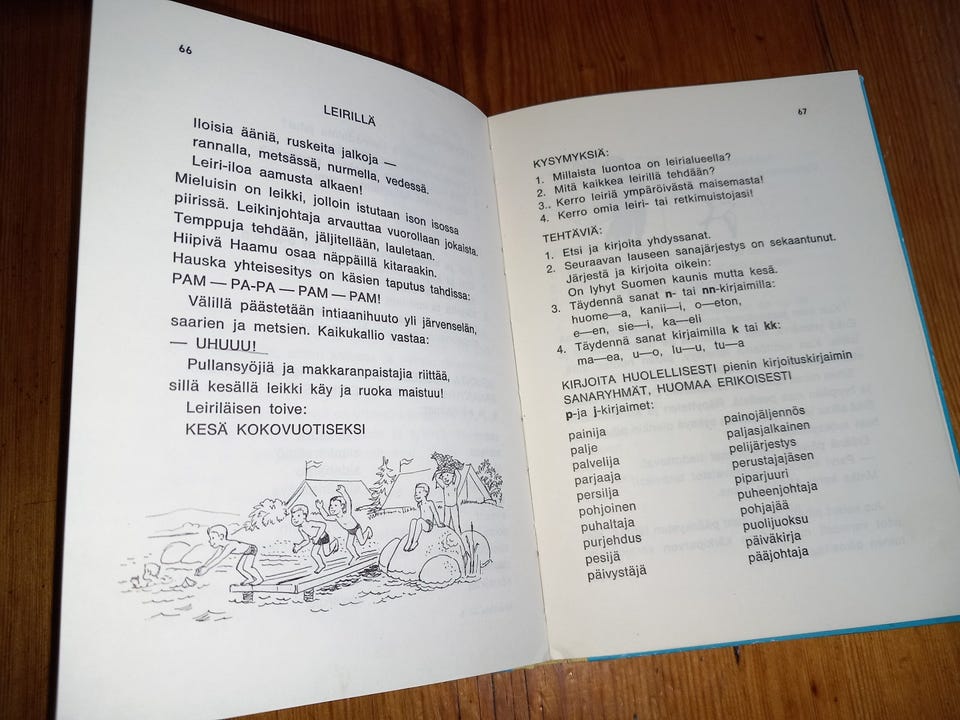 66
LEIRILLÄ
Iloisia ääniä, ruskeita jalkoja —
rannalla, metsässä, nurmella, vedessä.
Leiri-iloa aamusta alkaen!
Mieluisin on leikki, jolloin istutaan ison isossa
piirissä. Leikinjohtaja arvauttaa vuorollaan jokaista.
Temppuja tehdään, jäljitellään, lauletaan.
Hiipivä Haamu osaa näppäillä kitaraakin.
Hauska yhteisesitys on käsien taputus tahdissa:
PAM — PA-PA — PAM — PAM!
Välillä päästetään intiaanihuuto yli järvenselän,
saarien ja metsien. Kaikukallio vastaa:
— UHUUU!
Pullansyöjiä ja makkaranpaistajia riittää,
sillä kesällä leikki käy ja ruoka maistuu!
Leiriläisen toive:
KESÄ KOKOVUOTISEKSI
67
KYSYMYKSIÄ:
1. Millaista luontoa on leirialueella?
2. Mitä kaikkea leirillä tehdään?
3.. Kerro leiriä ympäröivästä maisemasta!
4. Kerro omia leiri- tai retkimuistojasi!
TEHTÄVIÄ:
1. Etsi ja kirjoita yhdyssanat.
2. Seuraavan lauseen sanajärjestys on sekaantunut.
Järjestä ja kirjoita oikein:
On lyhyt Suomen kaunis mutta kesä.
3. Täydennä sanat n- tai nn-kirjaimilla:
huome—a, kanii—i, o—eton,
e—en, sie—i, ka—eli
4. Täydennä sanat kirjaimilla k tai kk:
ma—ea, u—o, lu—u, tu—a
KIRJOITA HUOLELLISESTI pienin kirjoituskirjaimin
SANARYHMÄT, HUOMAA ERIKOISESTI
p-ja j-kirjaimet:
painija
palje
palvelija
parjaaja
persilja
pohjoinen
puhaltaja
purjehdus
pesijä
päivystäjä
painojäljennös
paljasjalkainen
pelijärjestys
perustajajäsen
piparjuuri
puheenjohtaja
pohjajää
puolijuoksu
päiväkirja
pääjohtaja